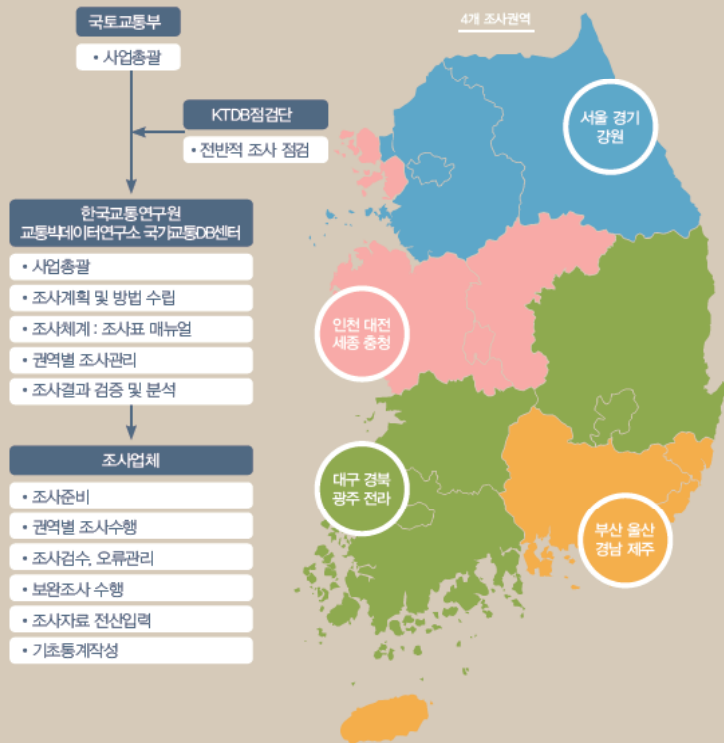 국토교통부
• 사업총괄
KTDB점검단
• 전반적 조사 점검
한국교통연구원
교통빅데이터연구소 국가교통DB센터
• 사업총괄
• 조사계획 및 방법 수립
• 조사체계 : 조사표 매뉴얼
• 권역별 조사관리
• 조사결과 검증 및 분석
조사업체
• 조사준비
• 권역별 조사수행
• 조사검수, 오류관리
• 보완조사 수행
• 조사자료 전산입력
• 기초통계작성
4개 조사권역
서울 경기
강원
인천 대전
세종 충청
대구 경북
광주 전라
부산 울산
경남 제주